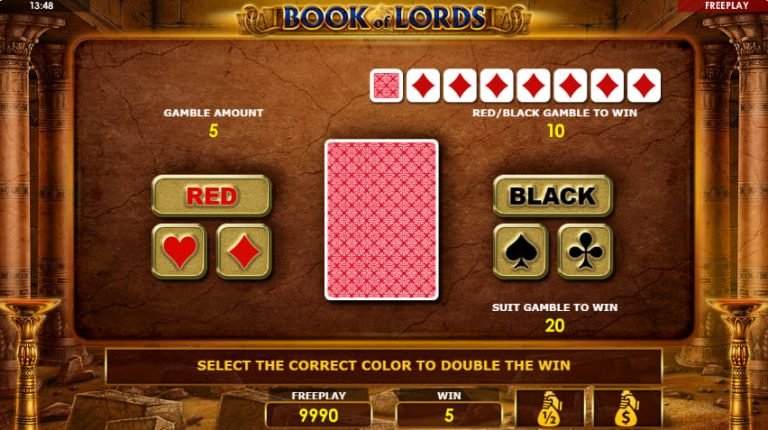 13:48
BOOK of LORDS
FREEPLAY
GAMBLE AMOUNT
5
RED/BLACK GAMBLE TO WIN
10
RED
BLACK
SUIT GAMBLE TO WIN
20
SELECT THE CORRECT COLOR TO DOUBLE THE WIN
FREEPLAY
9990
WIN
5
½
$